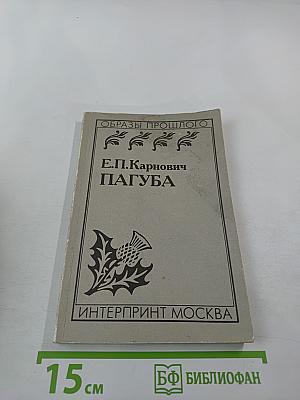 ОБРАЗЫ ПРОШЛОГО
Е.П.Карнович
ПАГУБА
ИНТЕРПРИНТ МОСКВА
15 см
БФ БИБЛИОФАН